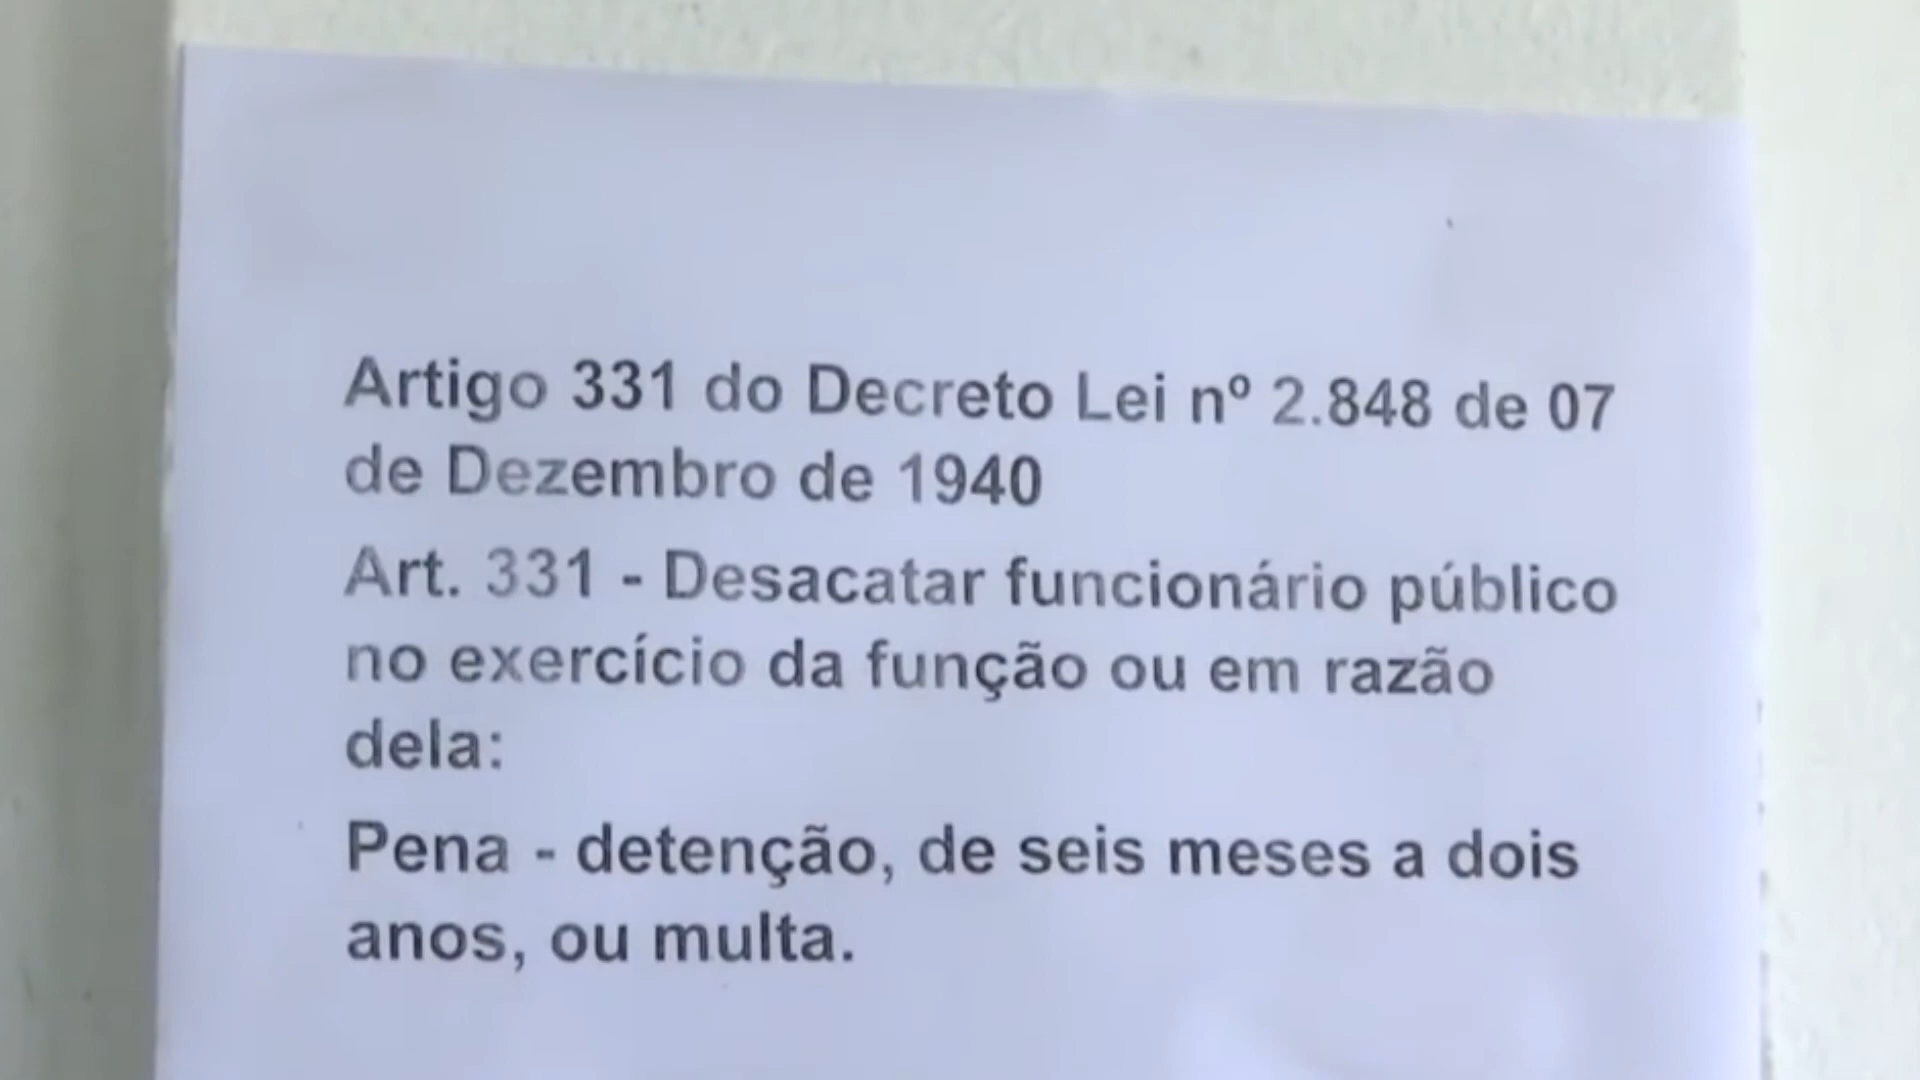 Artigo 331 do Decreto Lei nº 2.848 de 07
de Dezembro de 1940
Art. 331 - Desacatar funcionário público
no exercício da função ou em razão
dela:
Pena - detenção, de seis meses a dois
anos, ou multa.